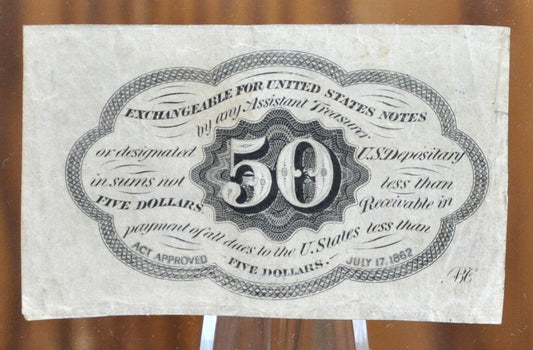 EXCHANGEABLE FOR UNITED STATES NOTES
by any Assistant Treasurer
or designated 50 U.S. Depositary
in sums not less than
FIVE DOLLARS. Receivable in
payment of all dues to the U. States less than
FIVE DOLLARS.
ACT APPROVED JULY 17. 1862
ABC